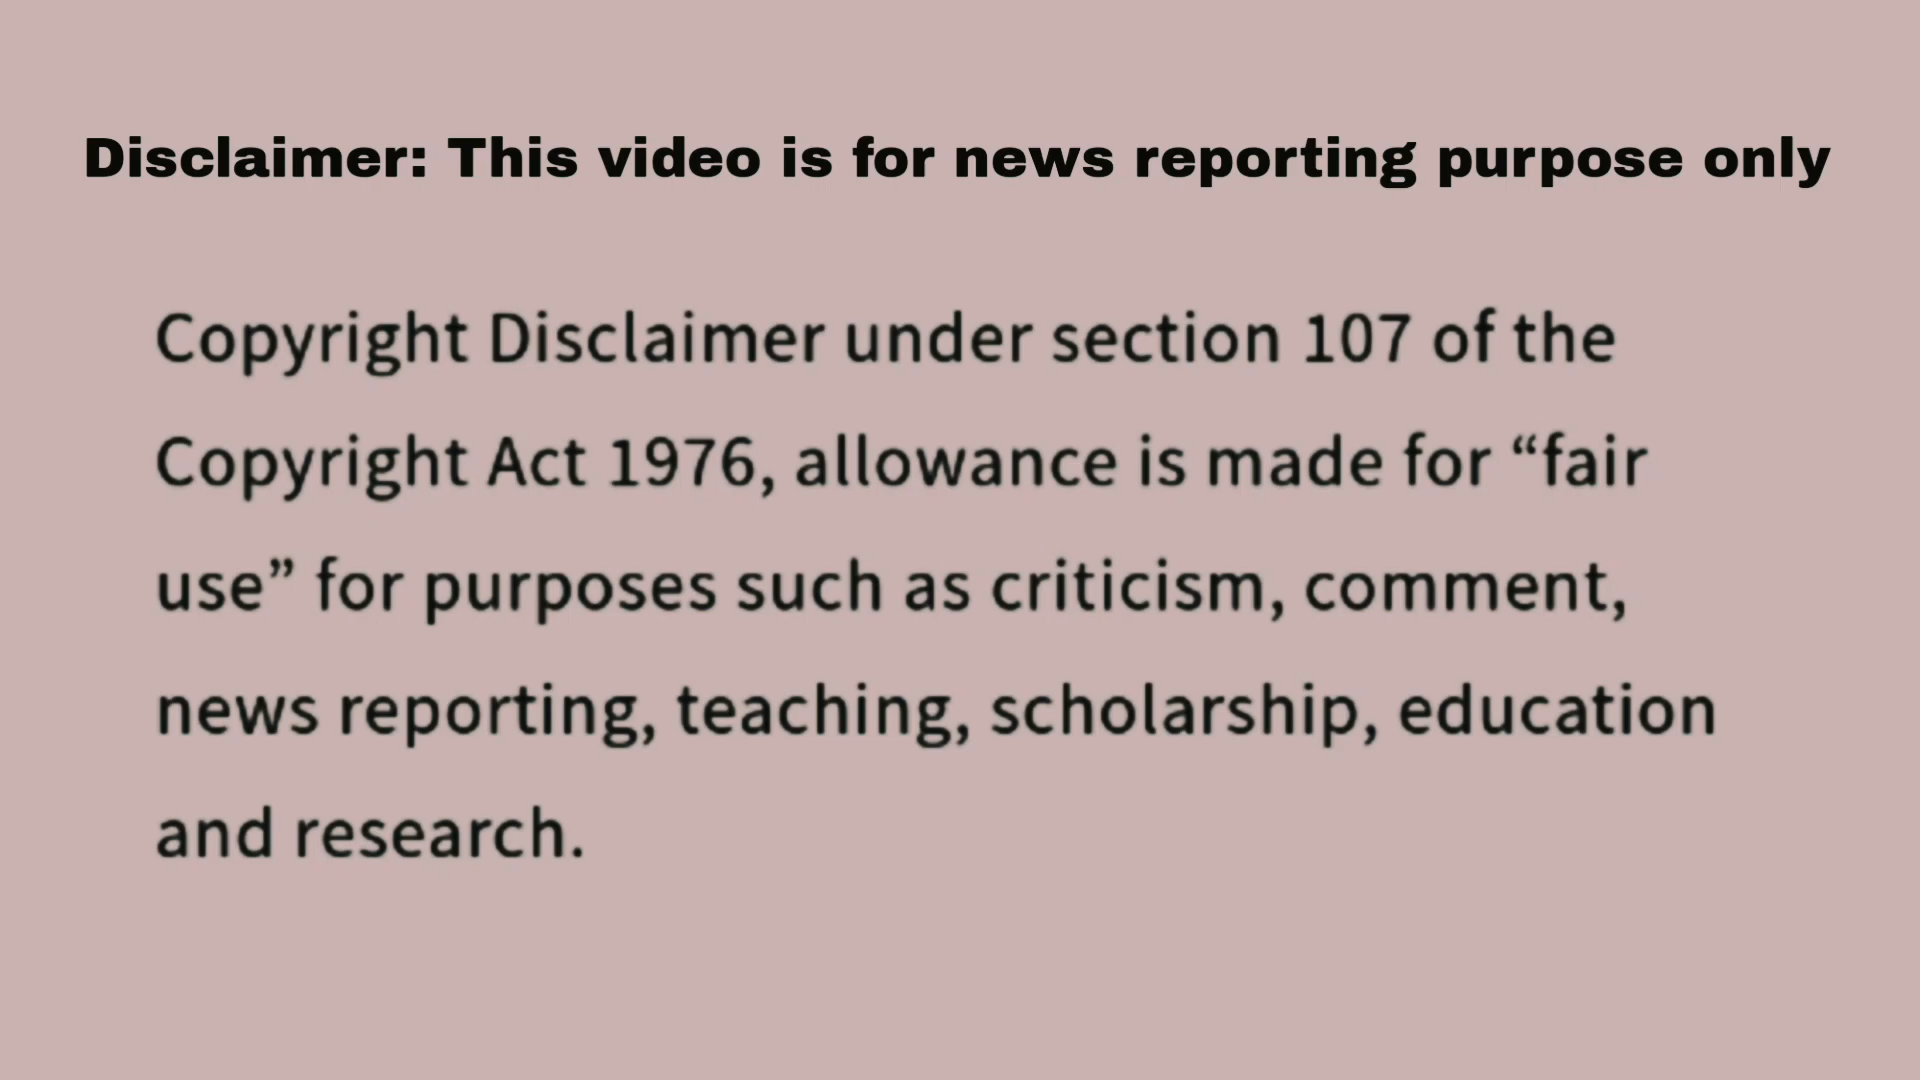 Disclaimer: This video is for news reporting purpose only
Copyright Disclaimer under section 107 of the
Copyright Act 1976, allowance is made for “fair
use” for purposes such as criticism, comment,
news reporting, teaching, scholarship, education
and research.